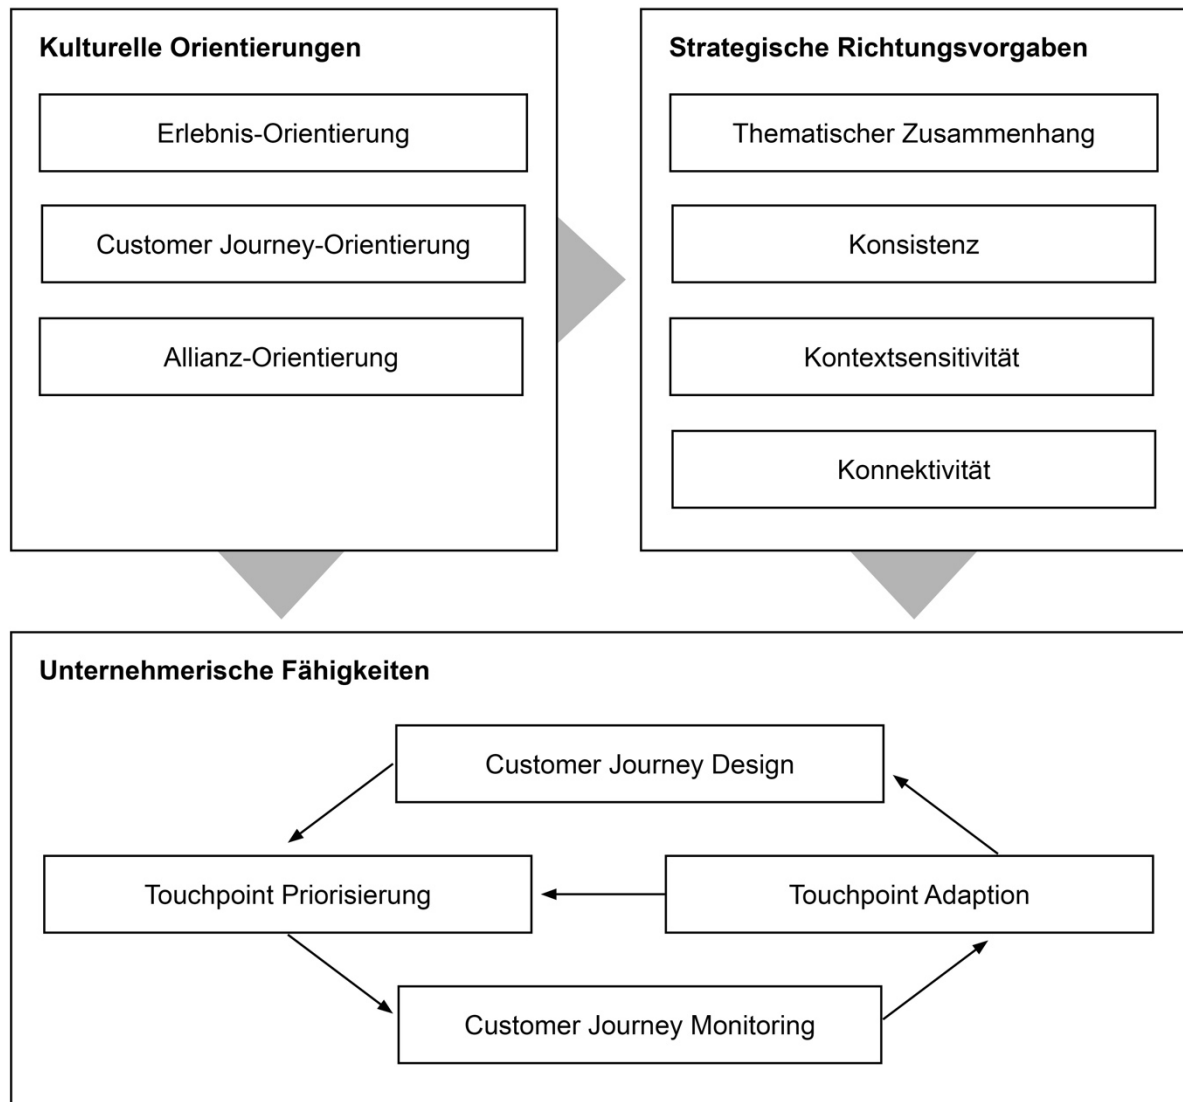 Kulturelle Orientierungen
Erlebnis-Orientierung
Customer Journey-Orientierung
Allianz-Orientierung
Strategische Richtungsvorgaben
Thematischer Zusammenhang
Konsistenz
Kontextsensitivität
Konnektivität
Unternehmerische Fähigkeiten
Customer Journey Design
Touchpoint Priorisierung
Touchpoint Adaption
Customer Journey Monitoring